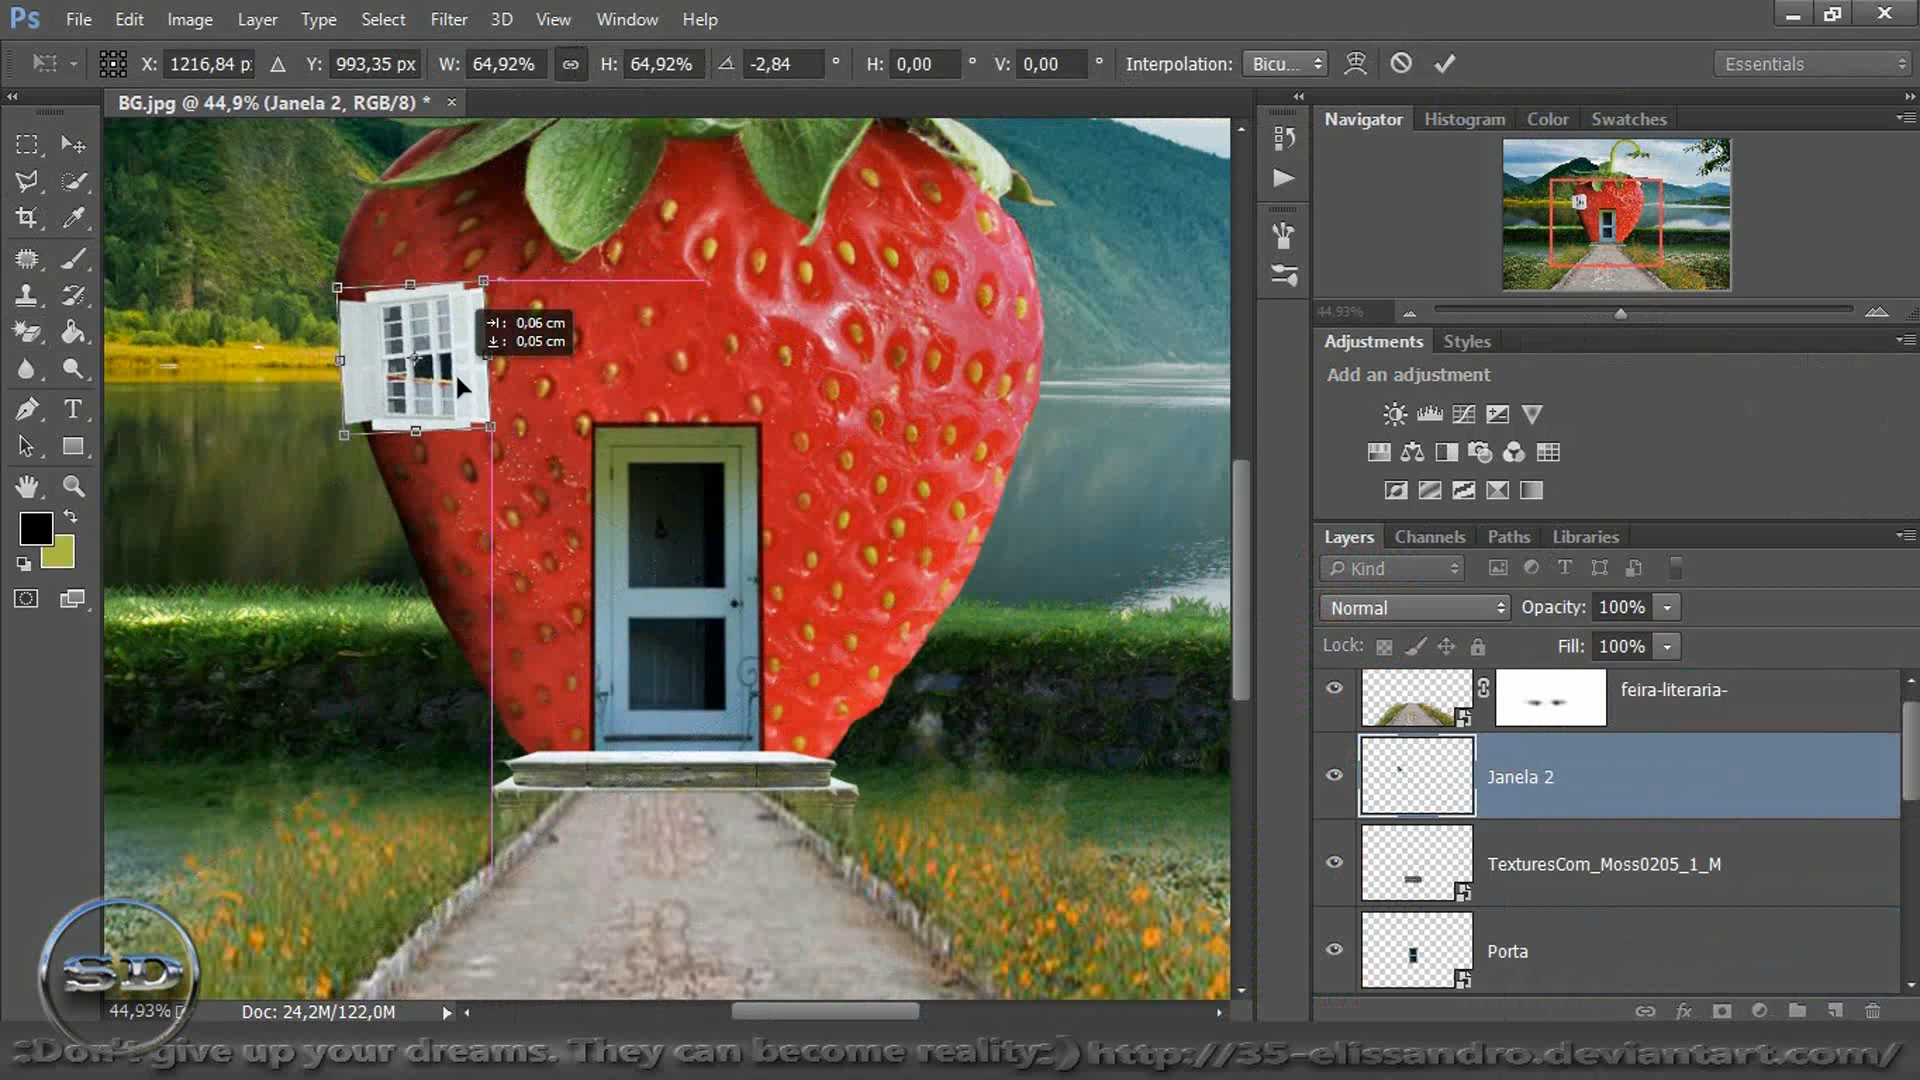 Ps File Edit Image Layer Type Select Filter 3D View Window Help
X: 1216,84 p Y: 993,35 px W: 64,92% H: 64,92% -2,84 ° H: 0,00 ° V: 0,00 ° Interpolation: Bicu... Essentials
BG.jpg @ 44,9% (Janela 2, RGB/8) * ×
Navigator Histogram Color Swatches
44,93%
→I: 0,06 cm
0,05 cm
Adjustments Styles
Add an adjustment
Layers Channels Paths Libraries
Kind
Normal Opacity: 100%
Lock: Fill: 100%
feira-literaria-
Janela 2
TexturesCom_Moss0205_1_M
Porta
SD
44,93% Doc: 24,2M/122,0M
fx
:Don't give up your dreams. They can become reality:) http://35-elissandro.deviantart.com/